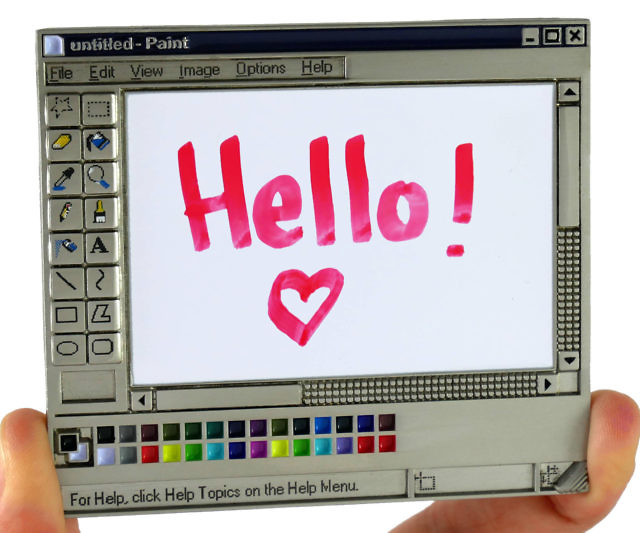 untitled - Paint
File Edit View Image Options Help
A
Hello!
For Help, click Help Topics on the Help Menu.